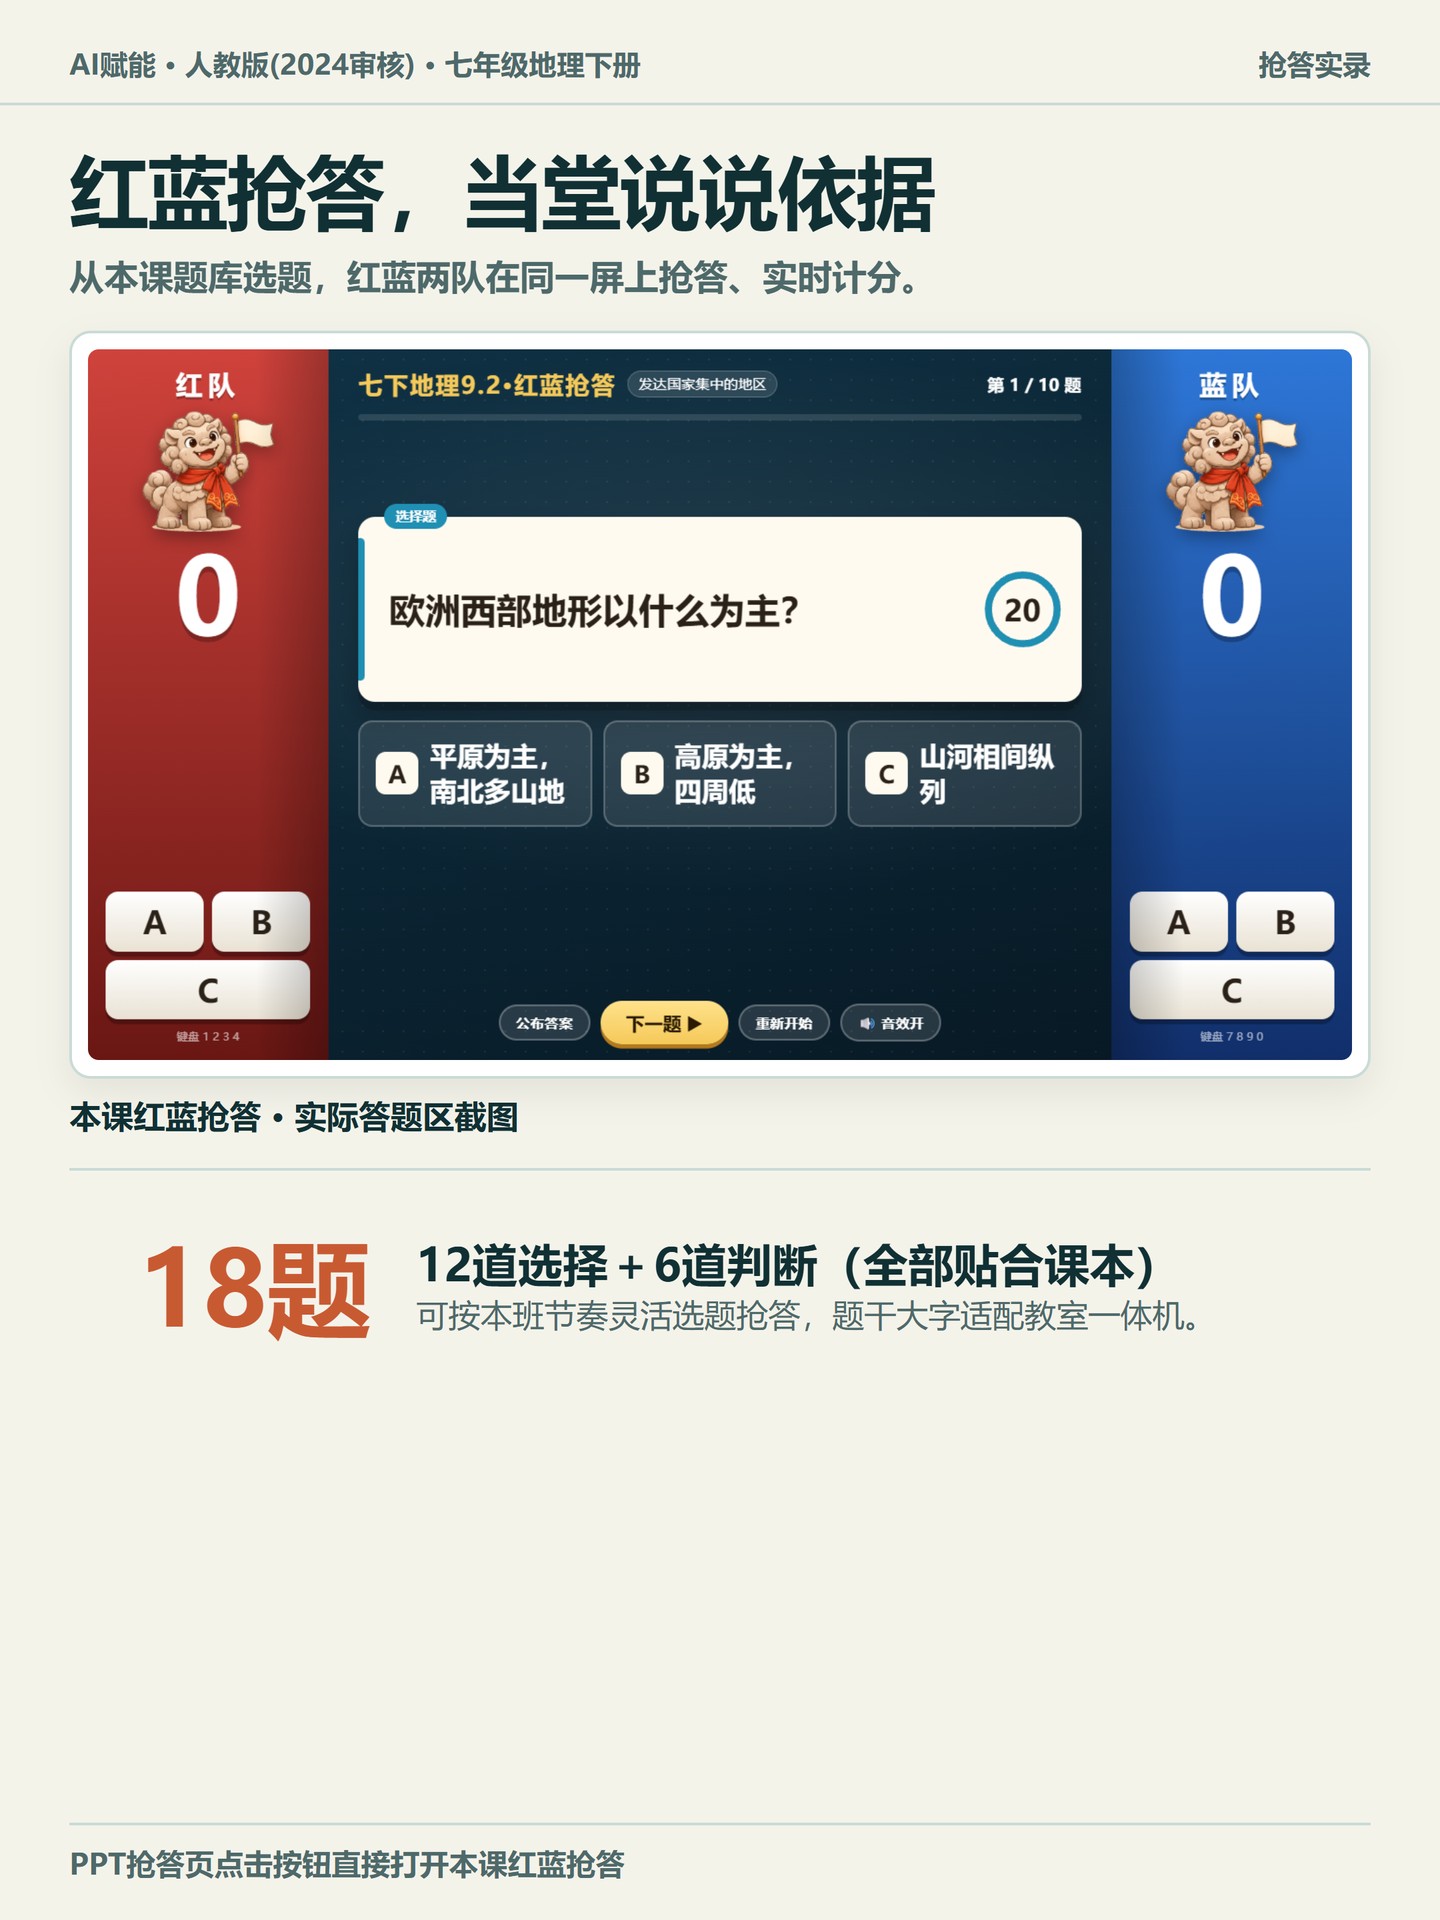 AI赋能 • 人教版(2024审核) • 七年级地理下册
抢答实录
红蓝抢答，当堂说说依据
从本课题库选题，红蓝两队在同一屏上抢答、实时计分。
红队
0
A
B
C
键盘 1 2 3 4
七下地理9.2·红蓝抢答
发达国家集中的地区
第 1 / 10 题
选择题
欧洲西部地形以什么为主？
20
A
平原为主，
南北多山地
B
高原为主，
四周低
C
山河相间纵
列
公布答案
下一题 ▶
重新开始
🔊 音效开
蓝队
0
A
B
C
键盘 7 8 9 0
本课红蓝抢答 • 实际答题区截图
18题
12道选择＋6道判断（全部贴合课本）
可按本班节奏灵活选题抢答，题干大字适配教室一体机。
PPT抢答页点击按钮直接打开本课红蓝抢答